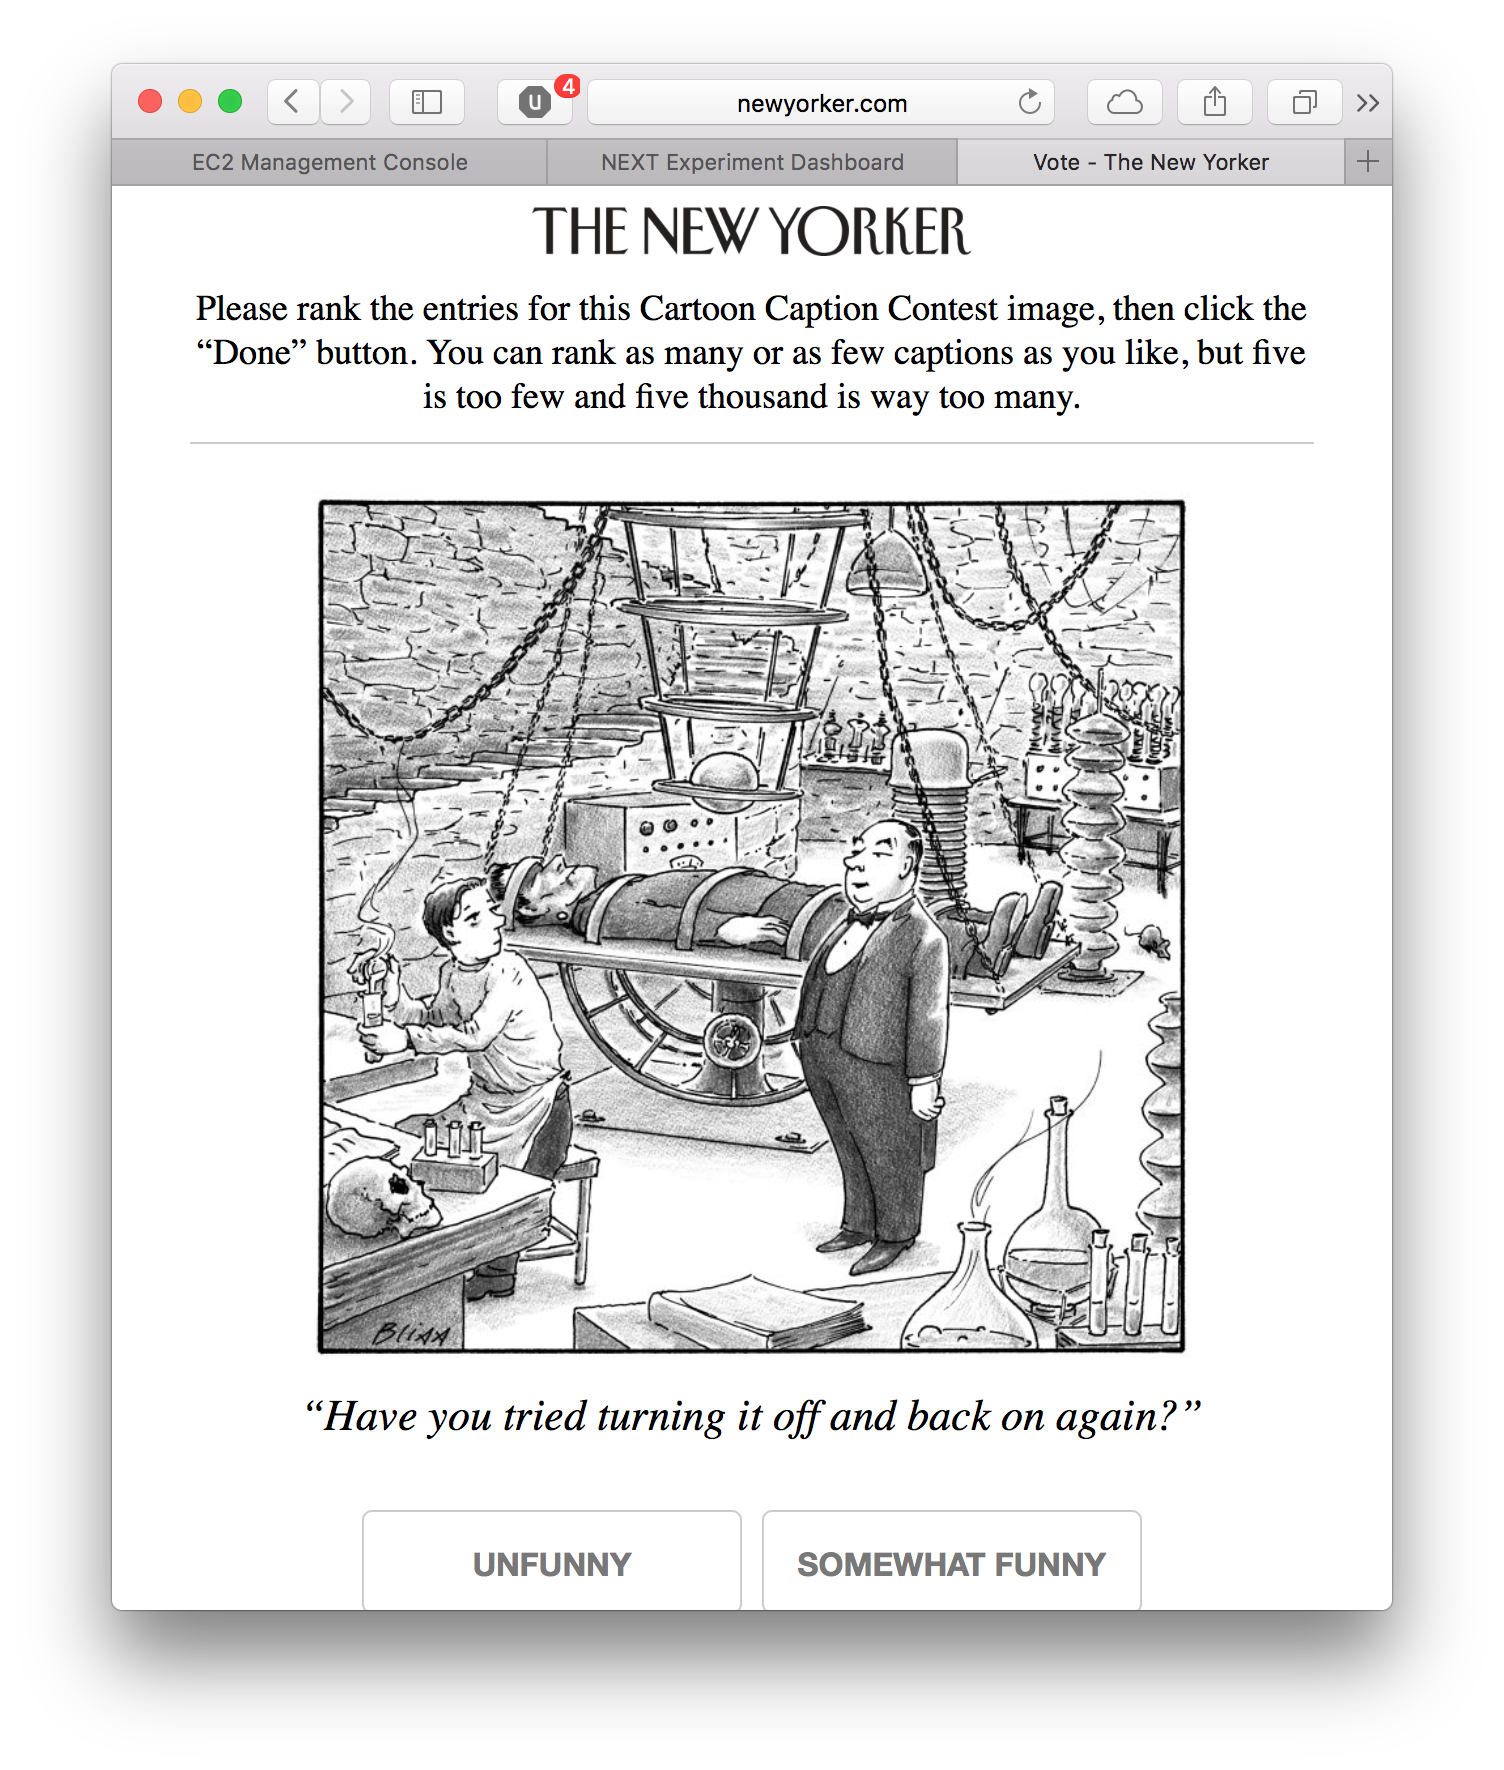 4
newyorker.com
EC2 Management Console
NEXT Experiment Dashboard
Vote - The New Yorker
THE NEW YORKER
Please rank the entries for this Cartoon Caption Contest image, then click the
“Done” button. You can rank as many or as few captions as you like, but five
is too few and five thousand is way too many.
BLISS
“Have you tried turning it off and back on again?”
UNFUNNY
SOMEWHAT FUNNY